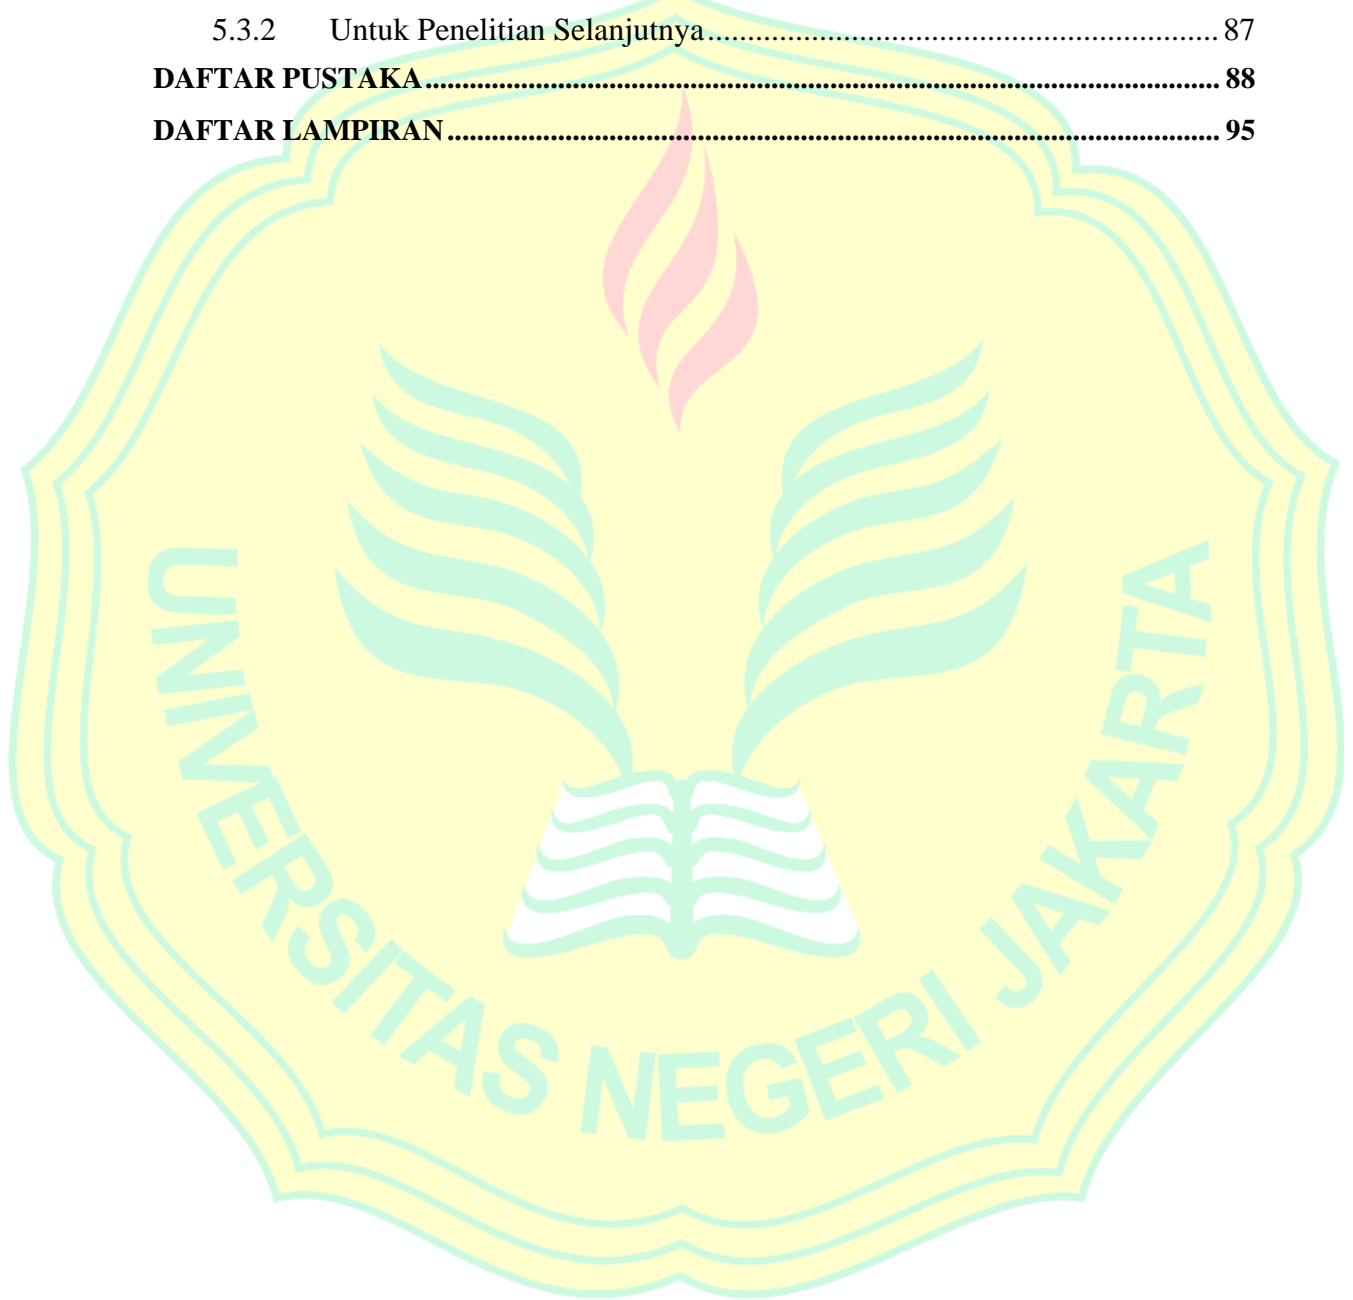 5.3.2 Untuk Penelitian Selanjutnya 87
DAFTAR PUSTAKA 88
DAFTAR LAMPIRAN 95
UNIVERSITAS NEGERI JAKARTA